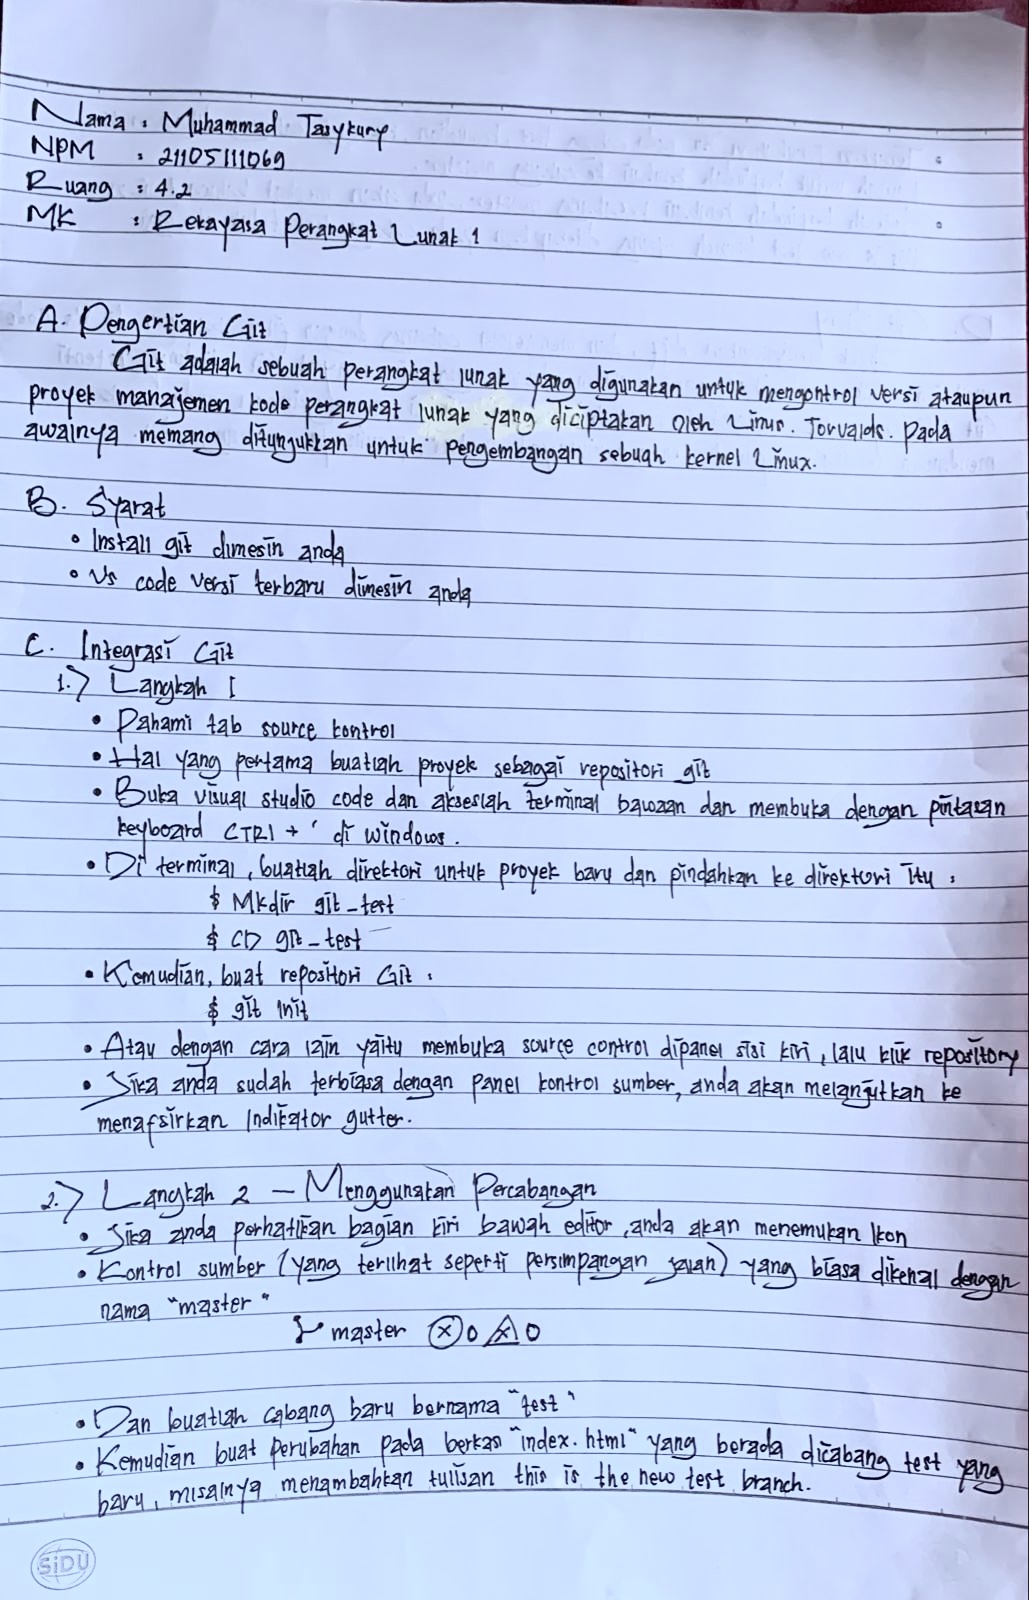 Nama : Muhammad Tasykury
NPM : 21105111069
Ruang : 4.2
MK : Rekayasa Perangkat Lunak 1
A. Pengertian Git
Git adalah sebuah perangkat lunak yang digunakan untuk mengontrol versi ataupun
proyek manajemen kode perangkat lunak yang diciptakan oleh Linus. Torvalds. Pada
awalnya memang ditunjukkan untuk pengembangan sebuah kernel Linux.
B. Syarat
• Install git dimesin anda
• Vs code versi terbaru dimesin anda
C. Integrasi Git
1.) Langkah I
• Pahami tab source kontrol
• Hal yang pertama buatlah proyek sebagai repositori git
• Buka visual studio code dan akseslah terminal bawaan dan membuka dengan pintasan
keyboard CTRl + ' di windows.
• Di terminal, buatlah direktori untuk proyek baru dan pindahkan ke direktori itu :
$ Mkdir git_test
$ CD git_test
• Kemudian, buat repositori Git :
$ git init
• Atau dengan cara lain yaitu membuka source control dipanel sisi kiri, lalu klik repository
• Jika anda sudah terbiasa dengan panel kontrol sumber, anda akan melanjutkan ke
menafsirkan Indikator gutter.
2.) Langkah 2 – Menggunakan Percabangan
• Jika anda perhatikan bagian kiri bawah editor, anda akan menemukan Ikon
• Kontrol sumber (yang terlihat seperti persimpangan jalan) yang biasa dikenal dengan
nama "master"
master ⓧ 0 ⚠ 0
• Dan buatlah cabang baru bernama "test"
• Kemudian buat perubahan pada berkas "index.html" yang berada dicabang test yang
baru, misalnya menambahkan tulisan this is the new test branch.
SiDU